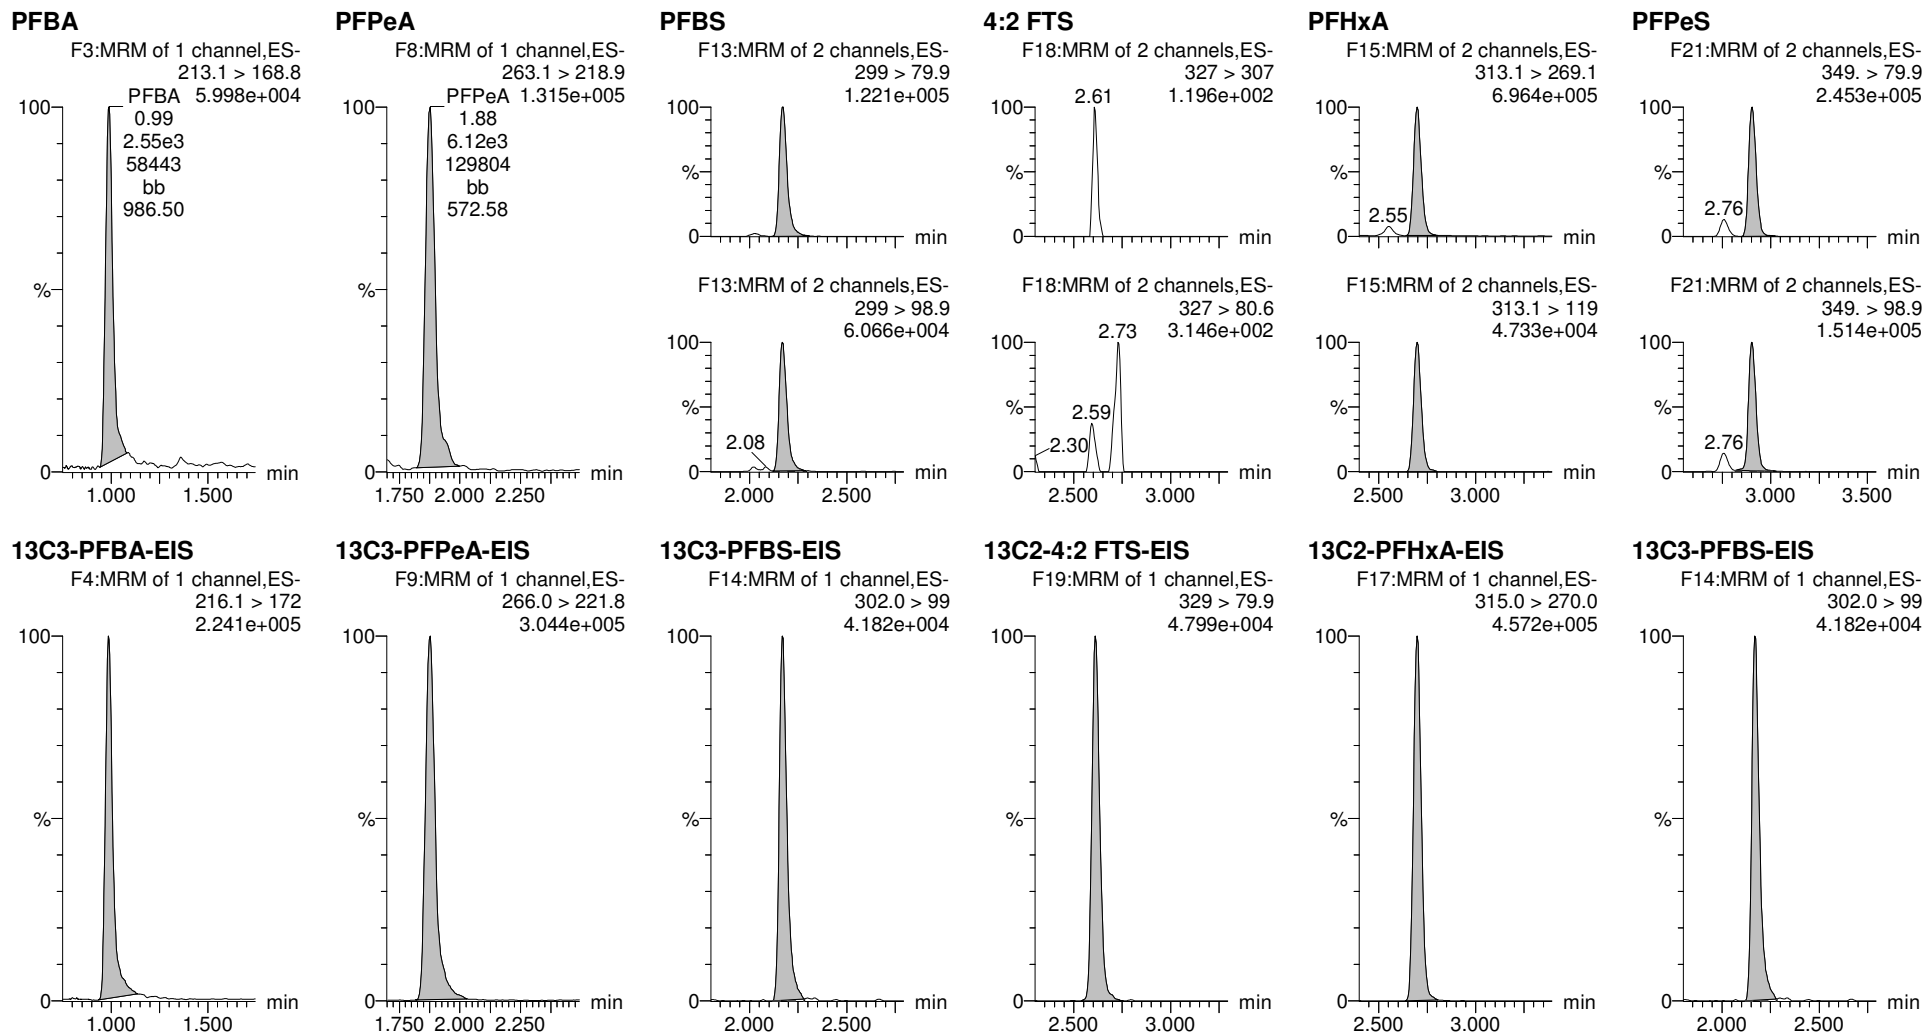 PFBA
F3:MRM of 1 channel,ES-
213.1 > 168.8
5.998e+004
100
PFBA
0.99
2.55e3
58443
bb
986.50
%
0
min
1.000
1.500
PFPeA
F8:MRM of 1 channel,ES-
263.1 > 218.9
1.315e+005
100
PFPeA
1.88
6.12e3
129804
bb
572.58
%
0
min
1.750
2.000
2.250
PFBS
F13:MRM of 2 channels,ES-
299 > 79.9
1.221e+005
100
%
0
min
F13:MRM of 2 channels,ES-
299 > 98.9
6.066e+004
100
%
2.08
0
min
2.000
2.500
4:2 FTS
F18:MRM of 2 channels,ES-
327 > 307
1.196e+002
2.61
100
%
0
min
F18:MRM of 2 channels,ES-
327 > 80.6
3.146e+002
2.73
100
%
2.59
2.30
0
min
2.500
3.000
PFHxA
F15:MRM of 2 channels,ES-
313.1 > 269.1
6.964e+005
100
%
2.55
0
min
F15:MRM of 2 channels,ES-
313.1 > 119
4.733e+004
100
%
0
min
2.500
3.000
PFPeS
F21:MRM of 2 channels,ES-
349. > 79.9
2.453e+005
100
%
2.76
0
min
F21:MRM of 2 channels,ES-
349. > 98.9
1.514e+005
100
%
2.76
0
min
3.000
3.500
13C3-PFBA-EIS
F4:MRM of 1 channel,ES-
216.1 > 172
2.241e+005
100
%
0
min
1.000
1.500
13C3-PFPeA-EIS
F9:MRM of 1 channel,ES-
266.0 > 221.8
3.044e+005
100
%
0
min
1.750
2.000
2.250
13C3-PFBS-EIS
F14:MRM of 1 channel,ES-
302.0 > 99
4.182e+004
100
%
0
min
2.000
2.500
13C2-4:2 FTS-EIS
F19:MRM of 1 channel,ES-
329 > 79.9
4.799e+004
100
%
0
min
2.500
3.000
13C2-PFHxA-EIS
F17:MRM of 1 channel,ES-
315.0 > 270.0
4.572e+005
100
%
0
min
2.500
3.000
13C3-PFBS-EIS
F14:MRM of 1 channel,ES-
302.0 > 99
4.182e+004
100
%
0
min
2.000
2.500